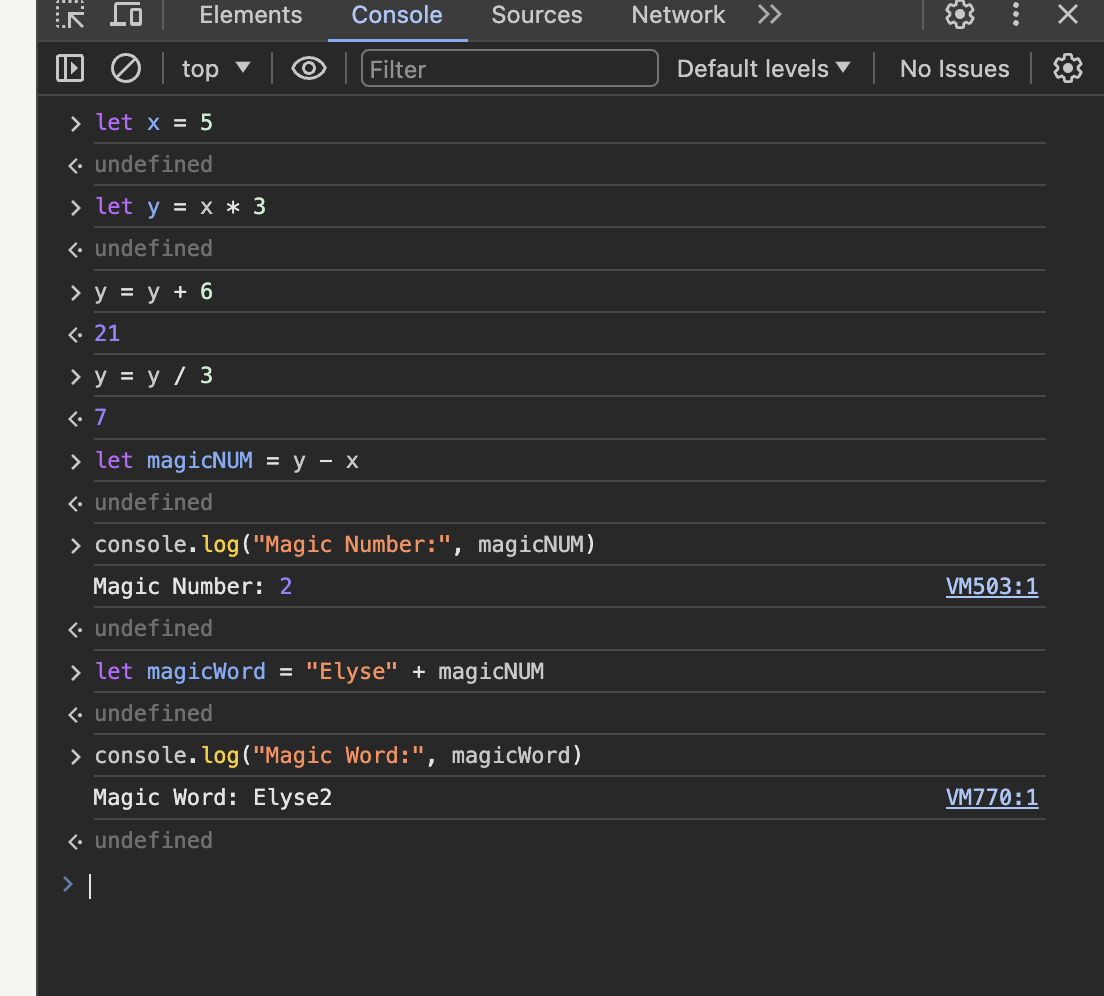 Elements Console Sources Network
top Filter Default levels No Issues
let x = 5
undefined
let y = x * 3
undefined
y = y + 6
21
y = y / 3
7
let magicNUM = y - x
undefined
console.log("Magic Number:", magicNUM)
Magic Number: 2 VM503:1
undefined
let magicWord = "Elyse" + magicNUM
undefined
console.log("Magic Word:", magicWord)
Magic Word: Elyse2 VM770:1
undefined